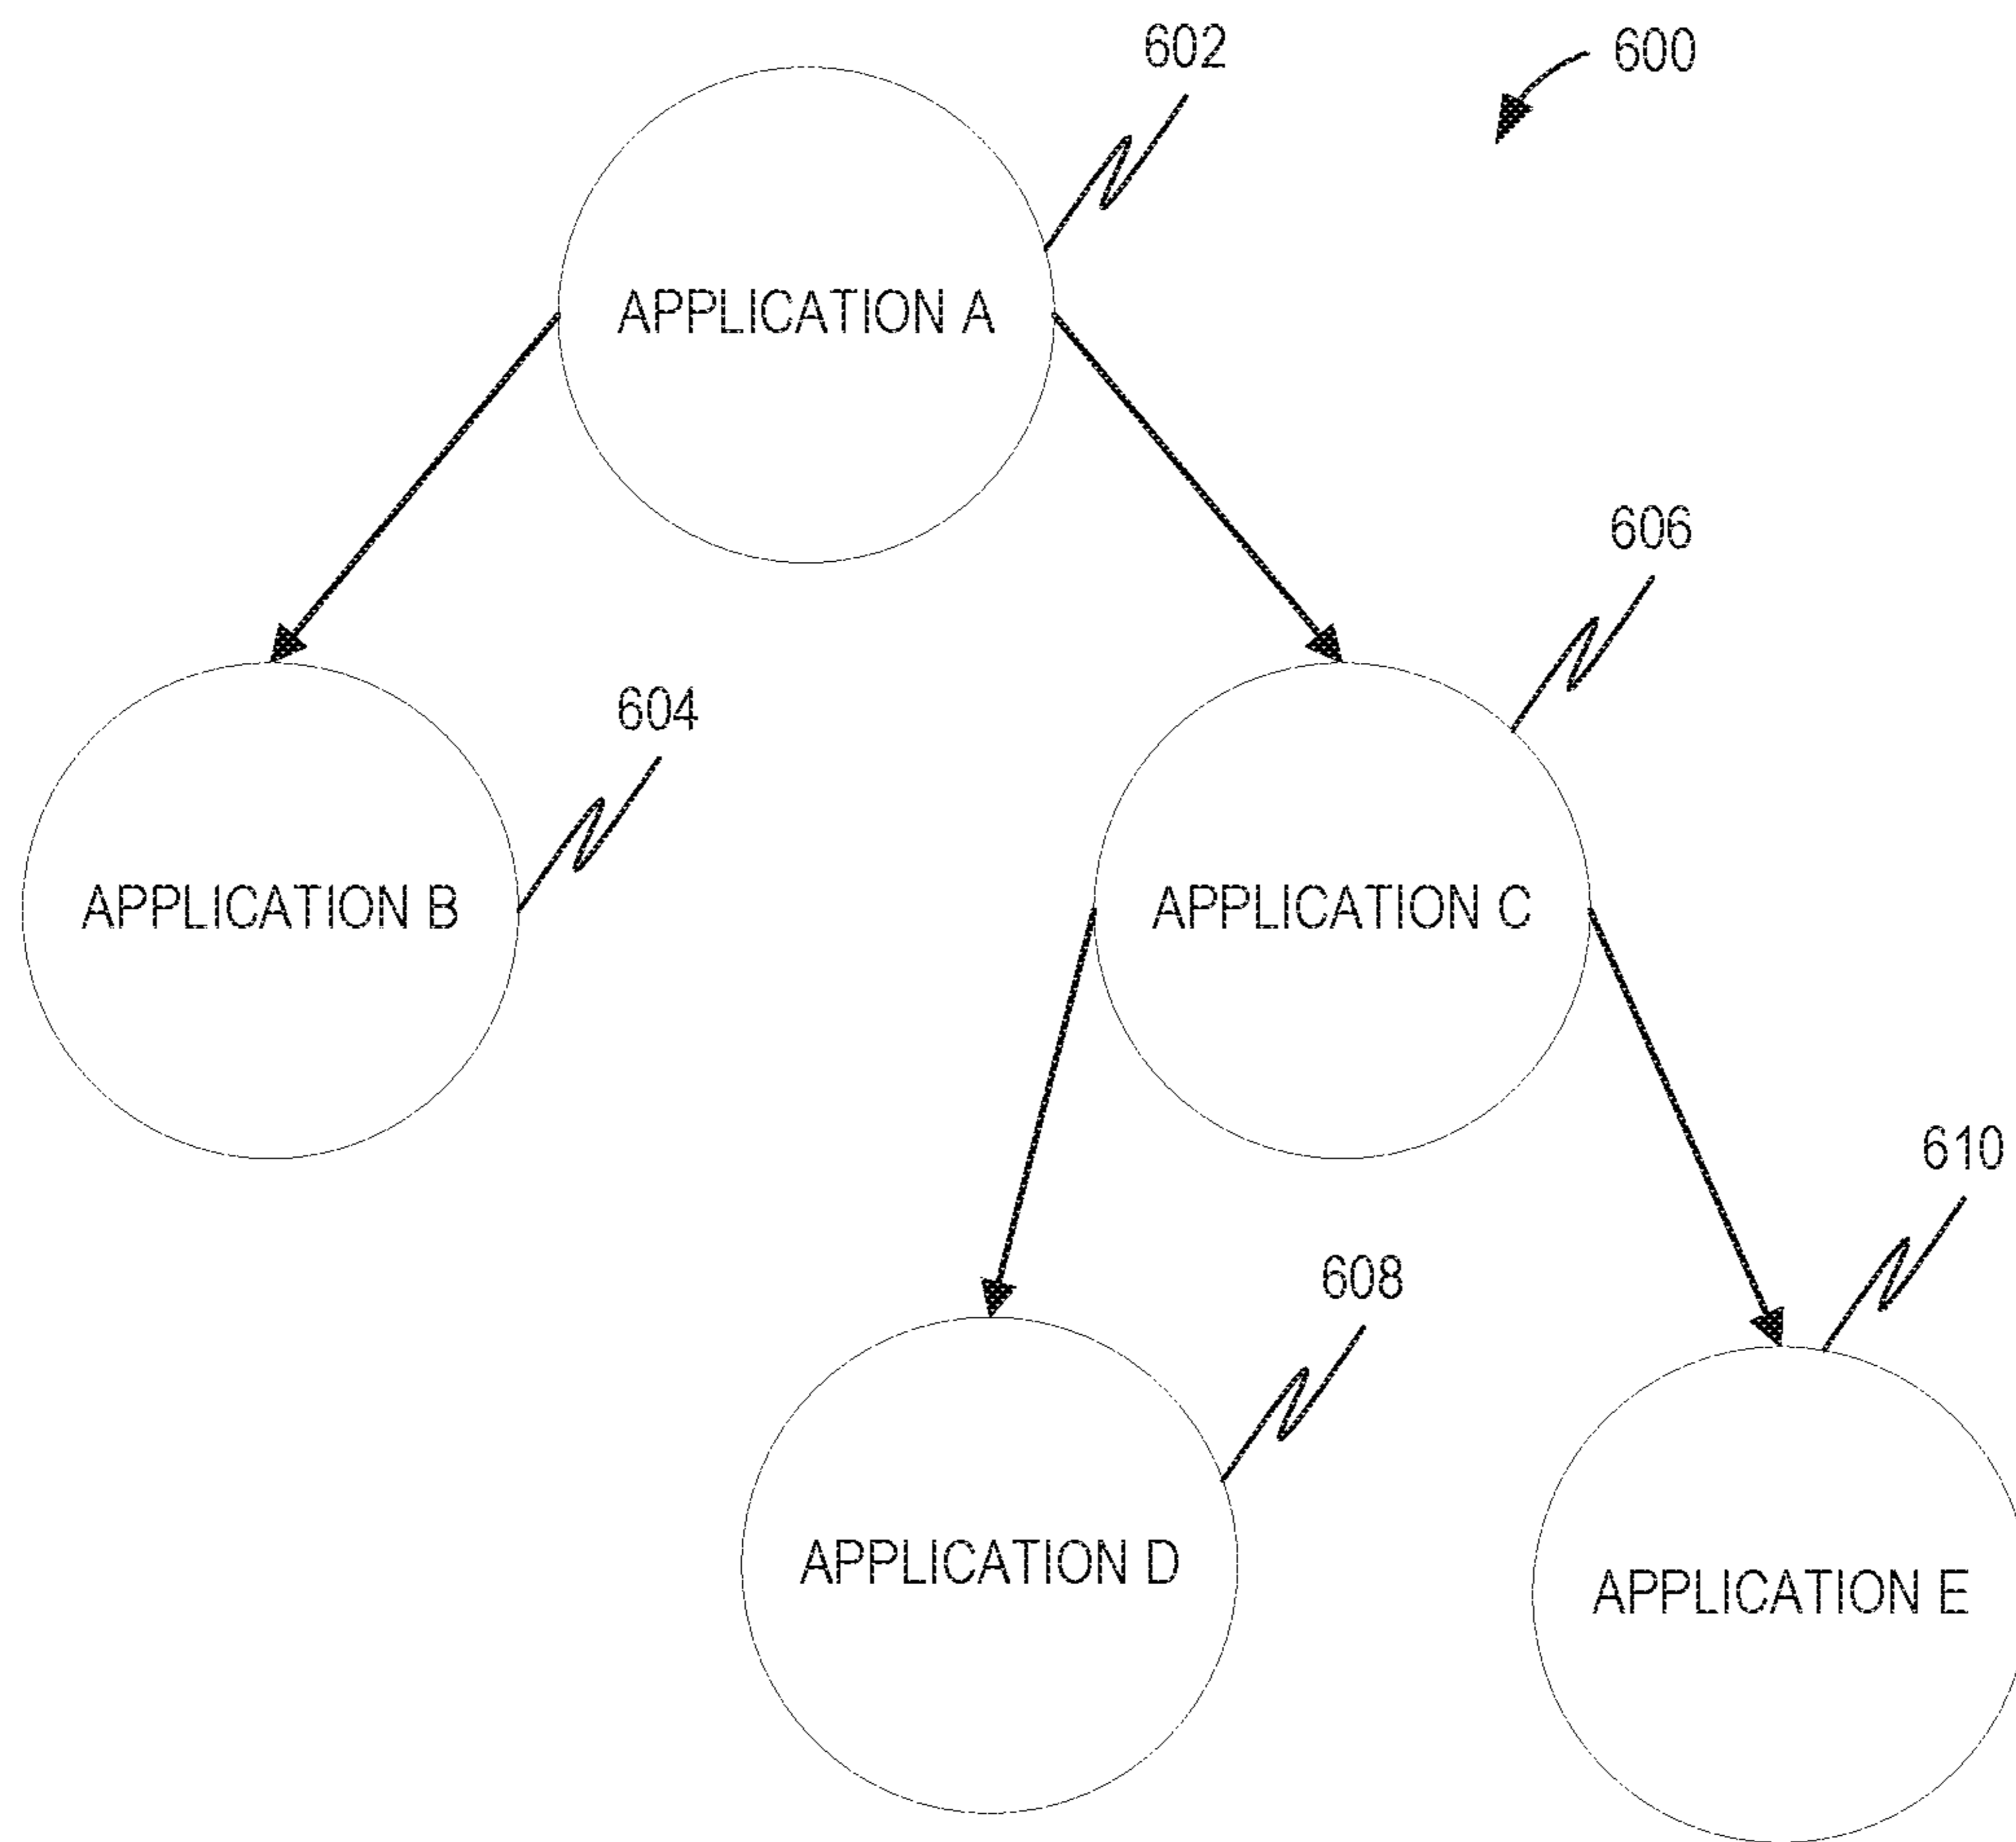 602
600
APPLICATION A
606
604
APPLICATION B
APPLICATION C
610
608
APPLICATION D
APPLICATION E